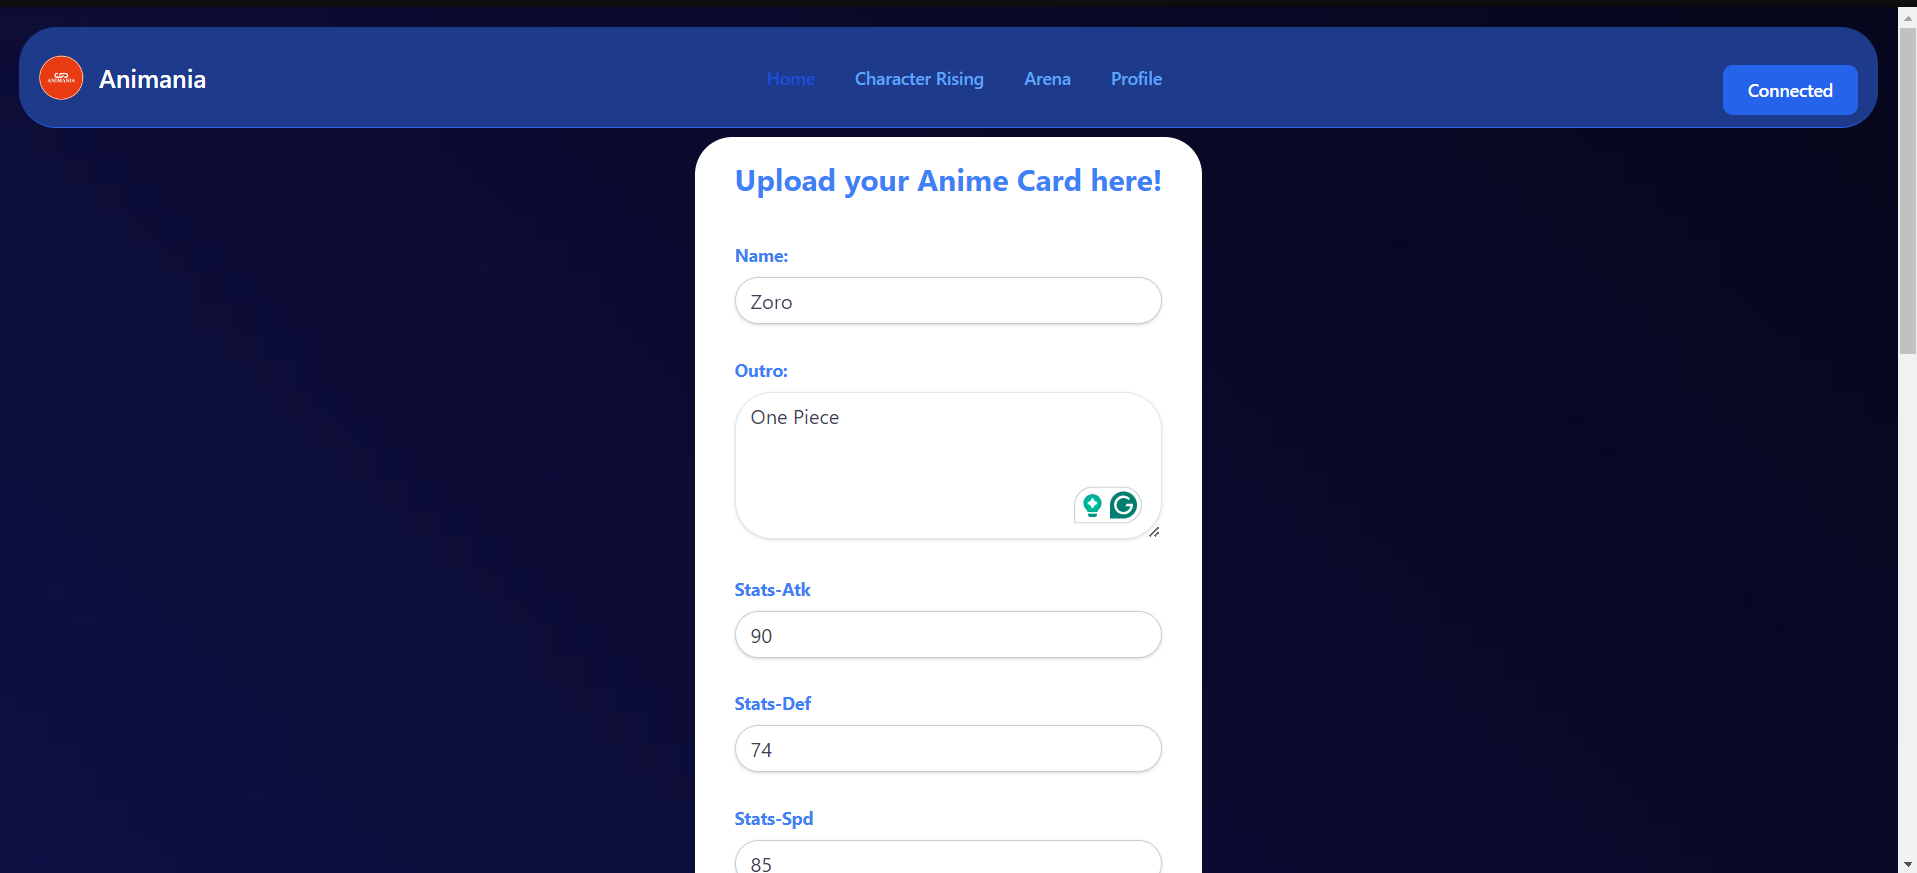 ANIMANIA
Animania
Home
Character Rising
Arena
Profile
Connected
Upload your Anime Card here!
Name:
Zoro
Outro:
One Piece
Stats-Atk
90
Stats-Def
74
Stats-Spd
85